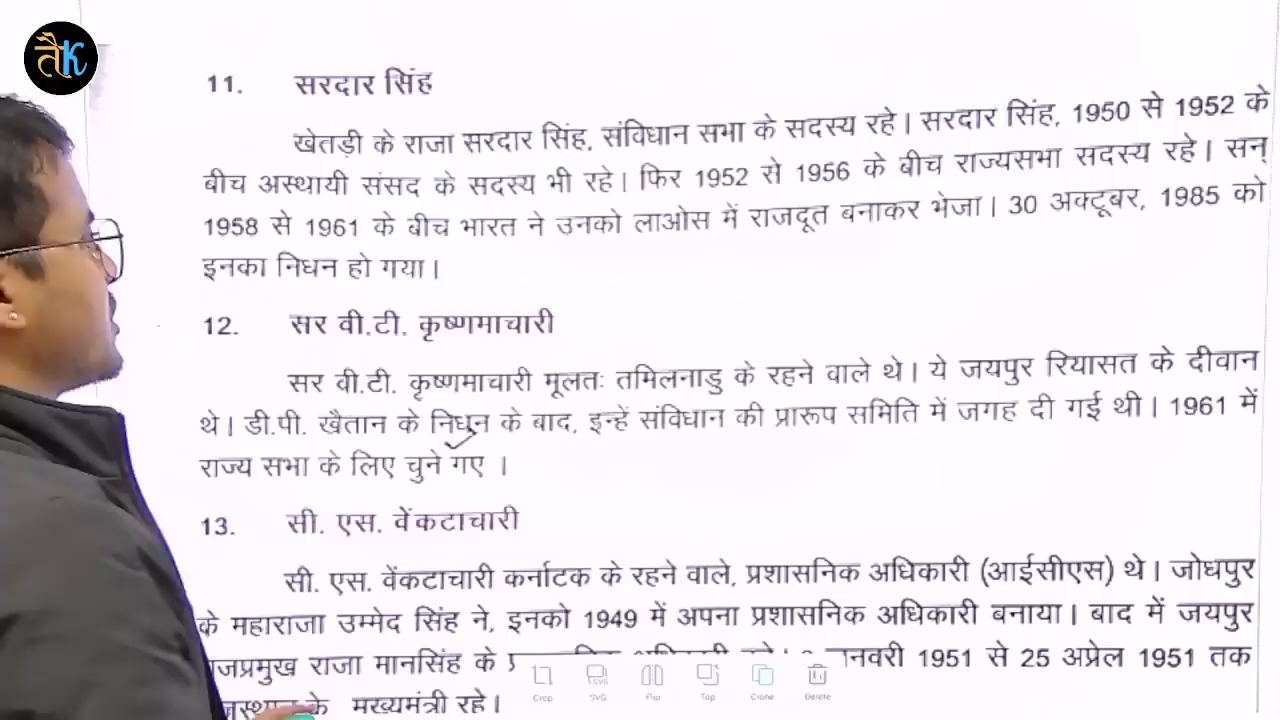 तैK
11. सरदार सिंह
खेतड़ी के राजा सरदार सिंह, संविधान सभा के सदस्य रहे। सरदार सिंह, 1950 से 1952 के
बीच अस्थायी संसद के सदस्य भी रहे। फिर 1952 से 1956 के बीच राज्यसभा सदस्य रहे। सन्
1958 से 1961 के बीच भारत ने उनको लाओस में राजदूत बनाकर भेजा। 30 अक्टूबर, 1985 को
इनका निधन हो गया।
12. सर वी.टी. कृष्णमाचारी
सर वी.टी. कृष्णमाचारी मूलतः तमिलनाडु के रहने वाले थे। ये जयपुर रियासत के दीवान
थे। डी.पी. खैतान के निधन के बाद, इन्हें संविधान की प्रारूप समिति में जगह दी गई थी। 1961 में
राज्य सभा के लिए चुने गए ।
13. सी. एस. वेंकटाचारी
सी. एस. वेंकटाचारी कर्नाटक के रहने वाले, प्रशासनिक अधिकारी (आईसीएस) थे। जोधपुर
के महाराजा उम्मेद सिंह ने, इनको 1949 में अपना प्रशासनिक अधिकारी बनाया। बाद में जयपुर
राजा मानसिंह के 1951 से 25 अप्रेल 1951 तक
के मख्यमंत्री रहे।
Crop SVG Flip Top Clone Delete